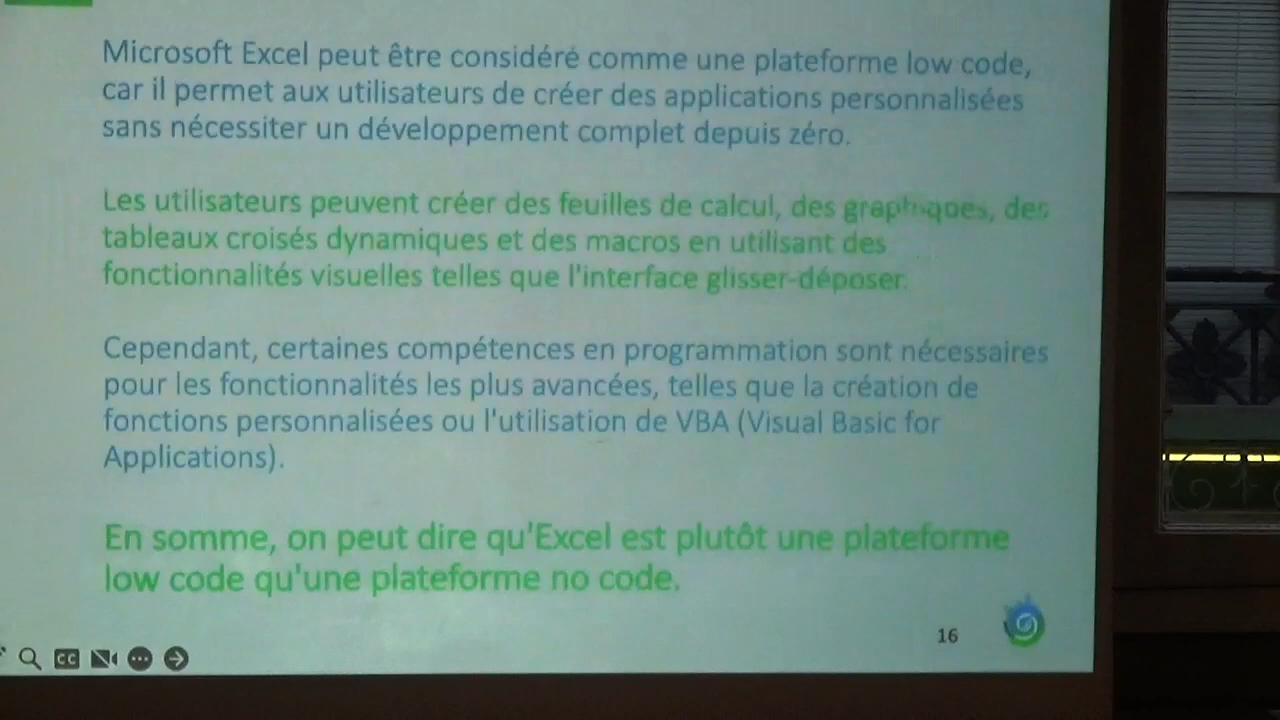 Microsoft Excel peut être considéré comme une plateforme low code,
car il permet aux utilisateurs de créer des applications personnalisées
sans nécessiter un développement complet depuis zéro.
Les utilisateurs peuvent créer des feuilles de calcul, des graphiques, des
tableaux croisés dynamiques et des macros en utilisant des
fonctionnalités visuelles telles que l'interface glisser-déposer.
Cependant, certaines compétences en programmation sont nécessaires
pour les fonctionnalités les plus avancées, telles que la création de
fonctions personnalisées ou l'utilisation de VBA (Visual Basic for
Applications).
En somme, on peut dire qu'Excel est plutôt une plateforme
low code qu'une plateforme no code.
16
CC